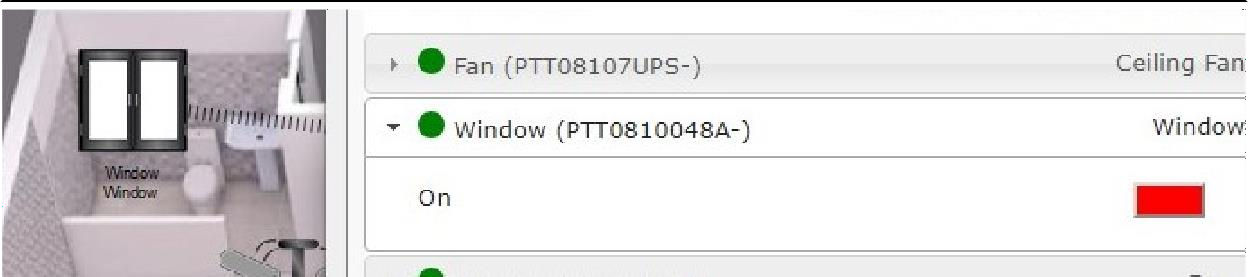 Fan (PTT08107UPS-) Ceiling Fan
Window (PTT0810048A-) Window
On
Window
Window